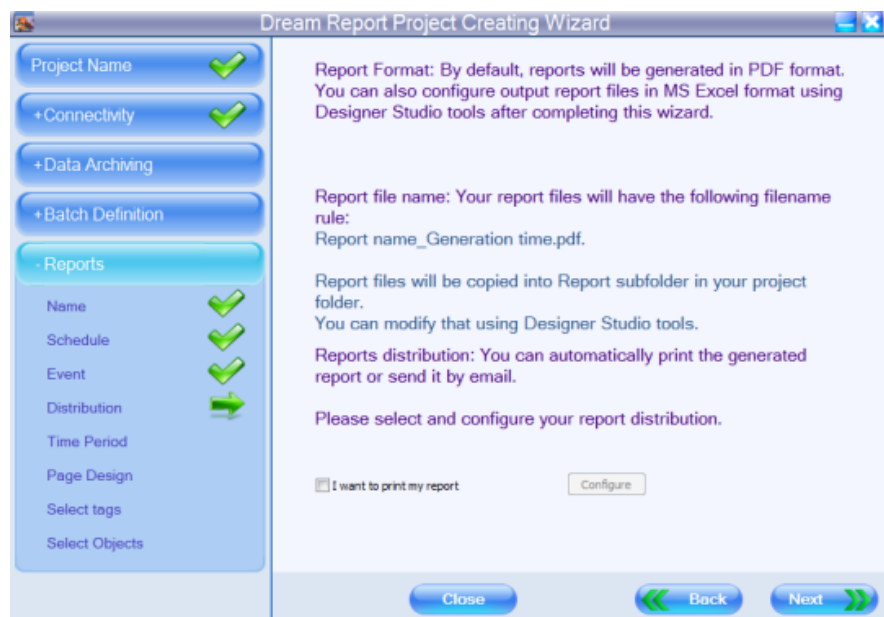 Dream Report Project Creating Wizard
Project Name
+Connectivity
+Data Archiving
+Batch Definition
- Reports
Name
Schedule
Event
Distribution
Time Period
Page Design
Select tags
Select Objects
Report Format: By default, reports will be generated in PDF format.
You can also configure output report files in MS Excel format using
Designer Studio tools after completing this wizard.
Report file name: Your report files will have the following filename
rule:
Report name_Generation time.pdf.
Report files will be copied into Report subfolder in your project
folder.
You can modify that using Designer Studio tools.
Reports distribution: You can automatically print the generated
report or send it by email.
Please select and configure your report distribution.
I want to print my report
Configure
Close
Back
Next